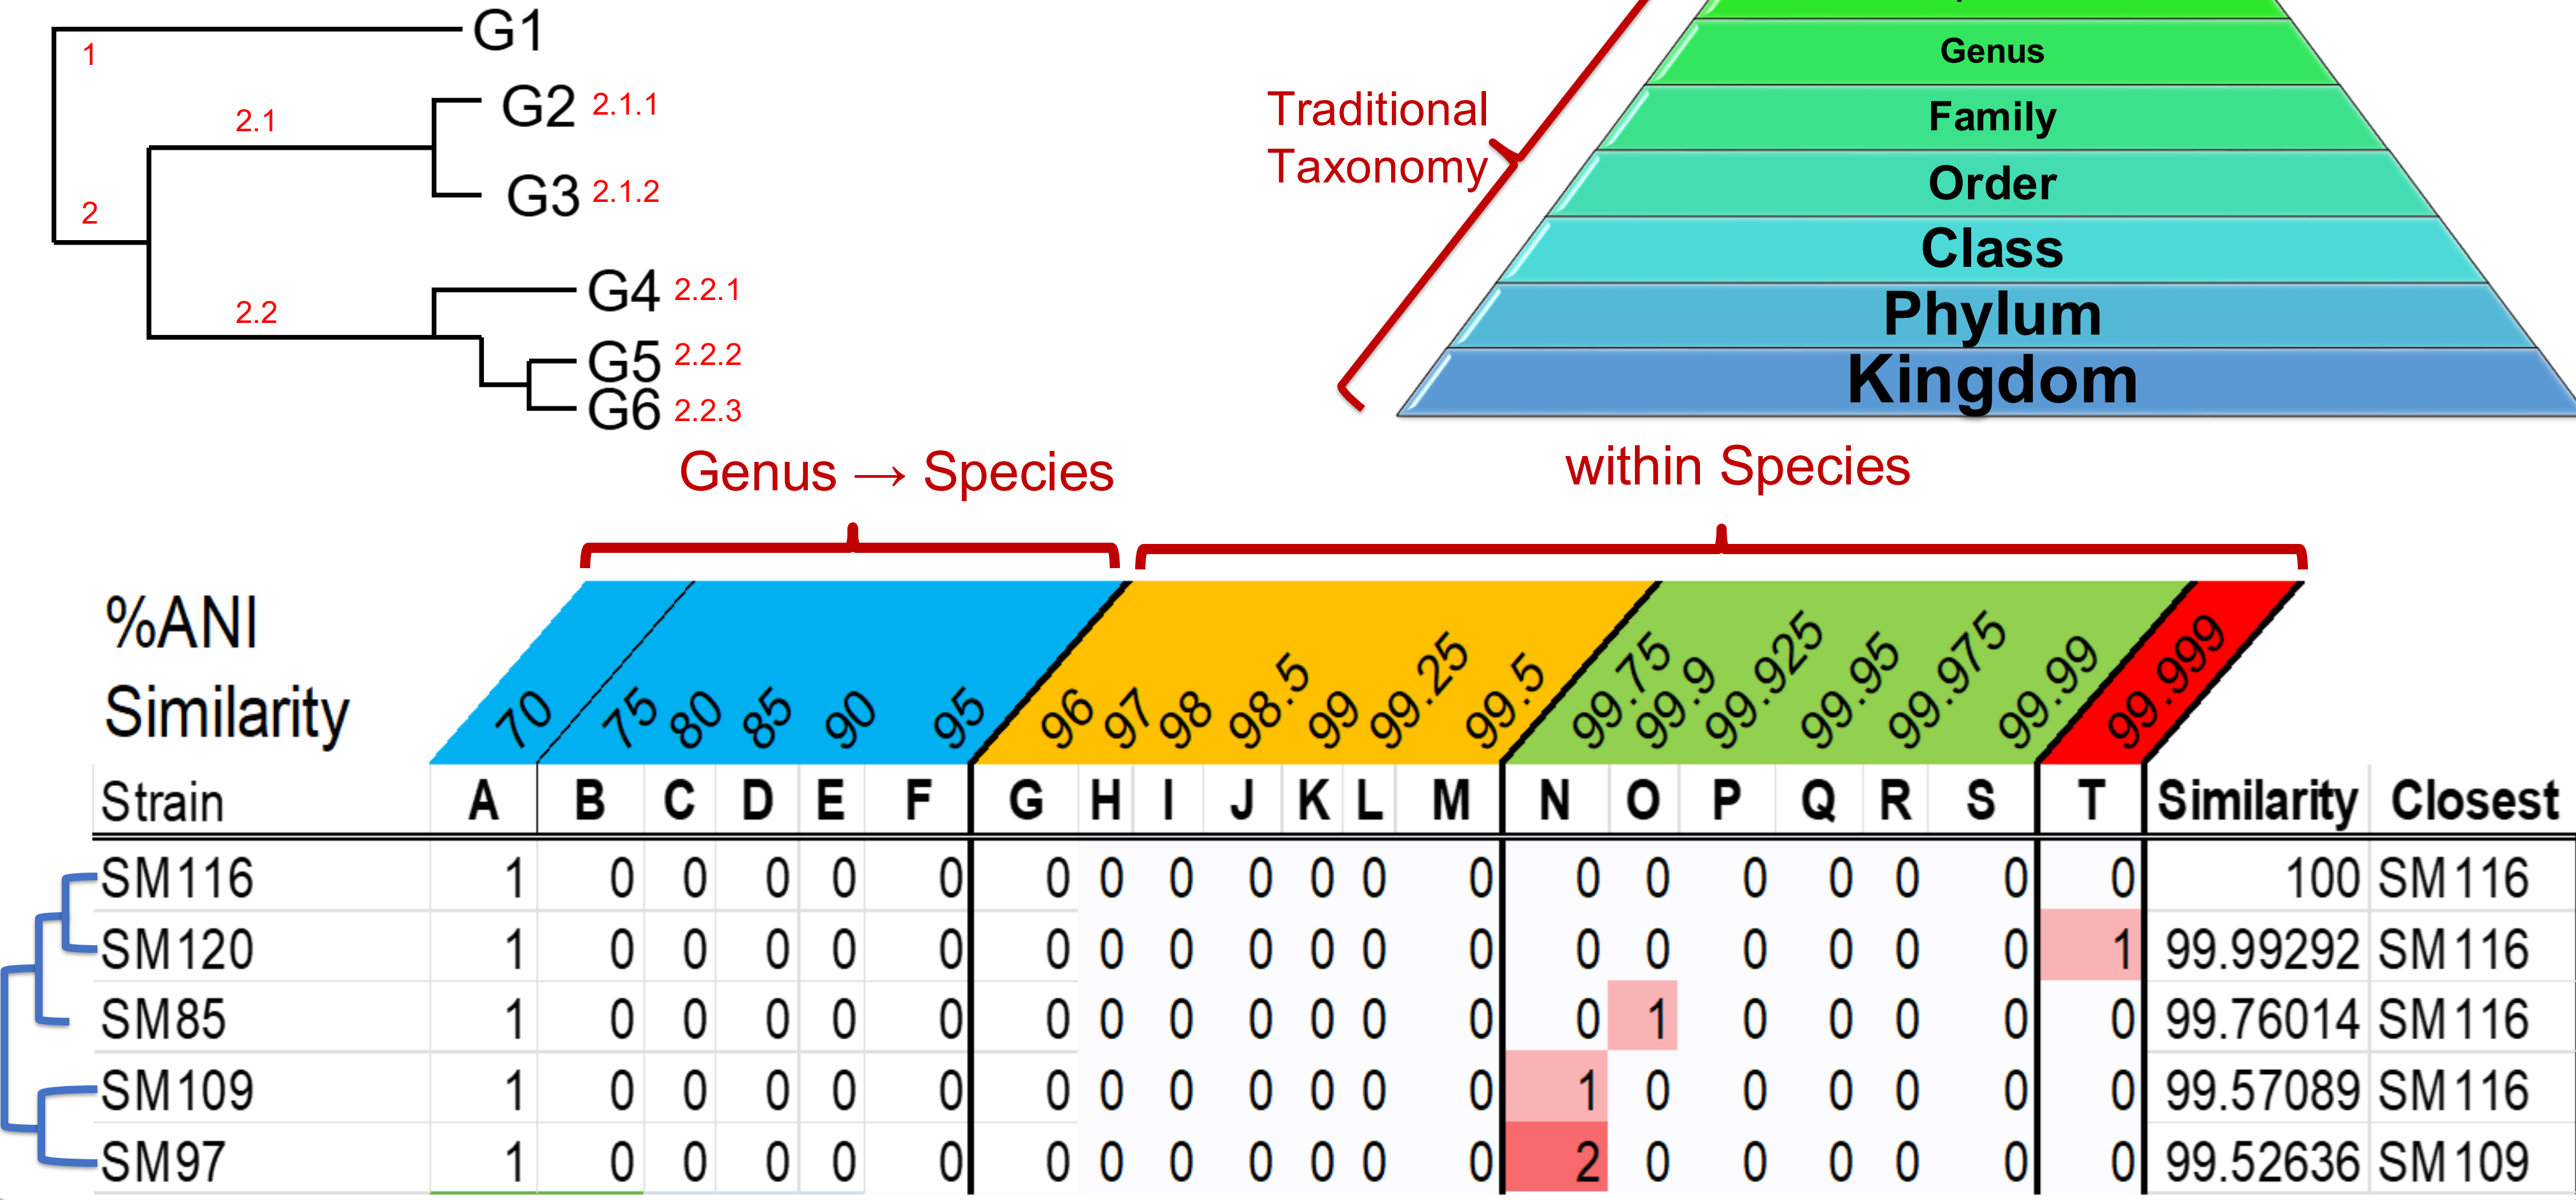 G1
1
G2 2.1.1
2.1
G3 2.1.2
2
G4 2.2.1
2.2
G5 2.2.2
G6 2.2.3
Traditional
Taxonomy
Genus
Family
Order
Class
Phylum
Kingdom
Genus → Species
within Species
%ANI
Similarity
70 75 80 85 90 95 96 97 98 98.5 99 99.25 99.5 99.75 99.9 99.925 99.95 99.975 99.99 99.999
Strain A B C D E F G H I J K L M N O P Q R S T Similarity Closest
SM116 1 0 0 0 0 0 0 0 0 0 0 0 0 0 0 0 0 0 0 0 100 SM116
SM120 1 0 0 0 0 0 0 0 0 0 0 0 0 0 0 0 0 0 0 1 99.99292 SM116
SM85 1 0 0 0 0 0 0 0 0 0 0 0 0 0 1 0 0 0 0 0 99.76014 SM116
SM109 1 0 0 0 0 0 0 0 0 0 0 0 0 1 0 0 0 0 0 0 99.57089 SM116
SM97 1 0 0 0 0 0 0 0 0 0 0 0 0 2 0 0 0 0 0 0 99.52636 SM109